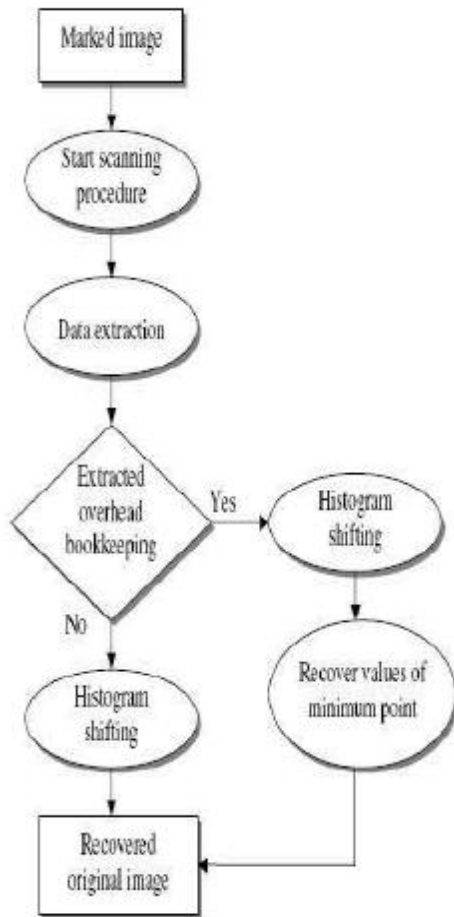 Marked image
Start scanning
procedure
Data extraction
Extracted
overhead
bookkeeping
Yes
Histogram
shifting
Recover values of
minimum point
No
Histogram
shifting
Recovered
original image